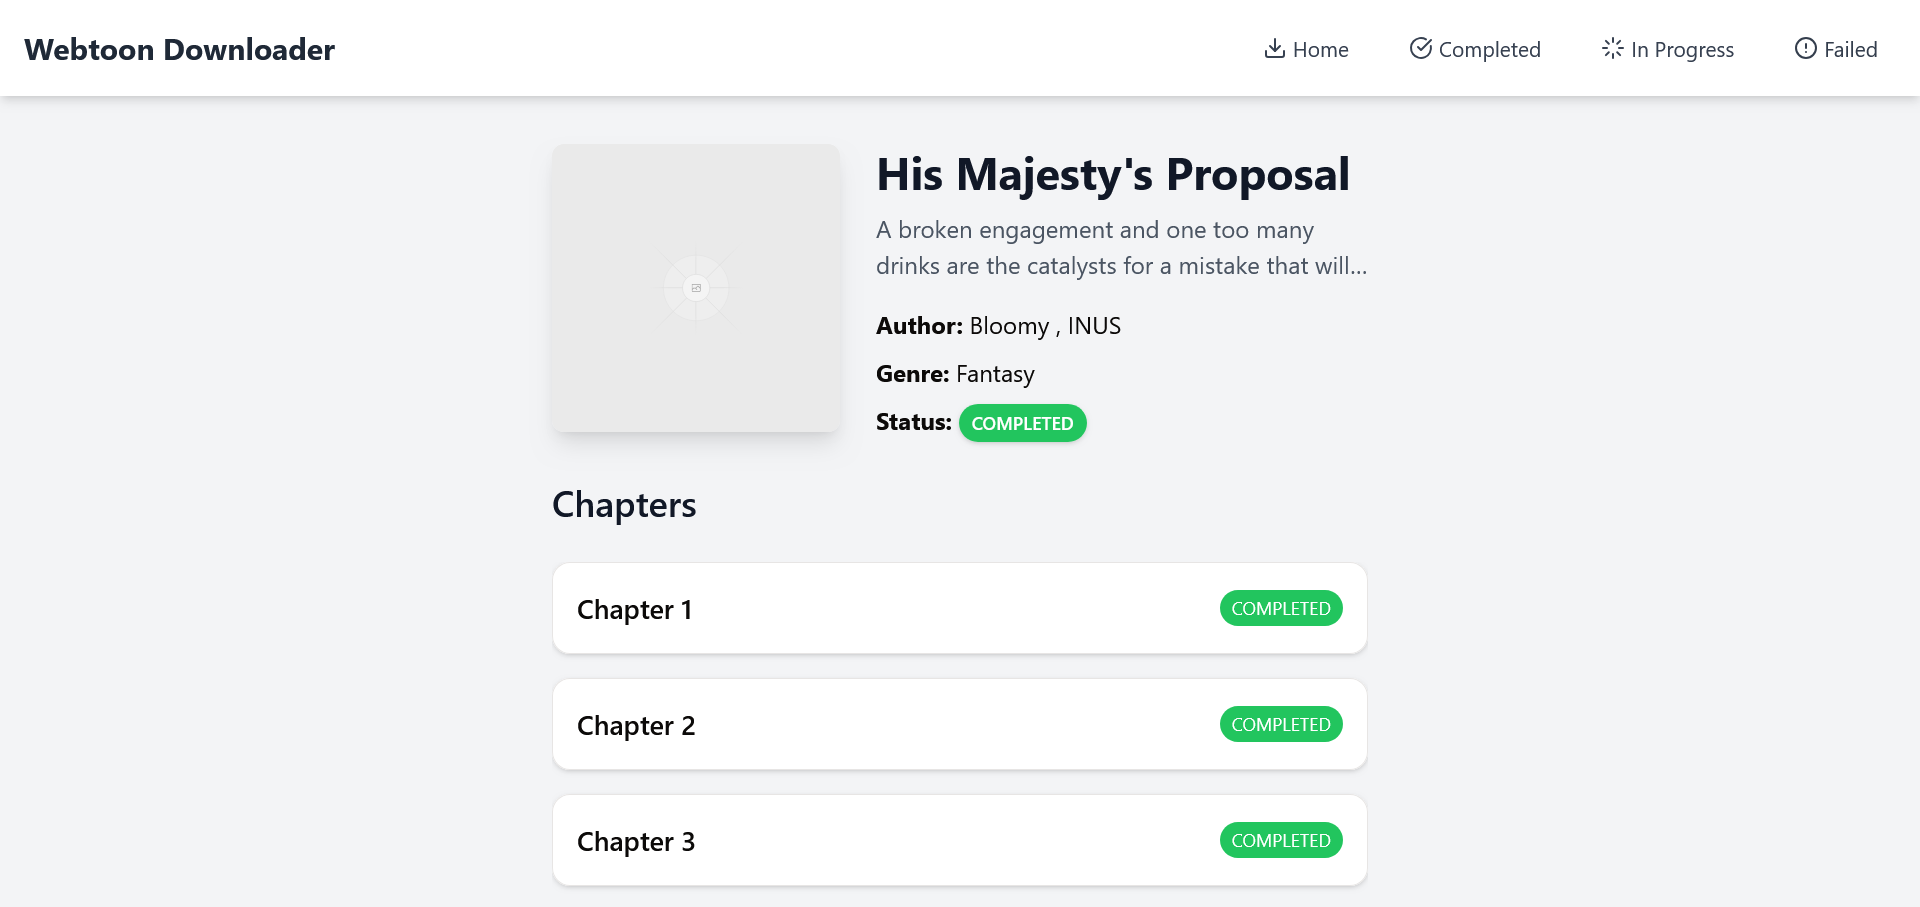 Webtoon Downloader
Home
Completed
In Progress
Failed
His Majesty's Proposal
A broken engagement and one too many
drinks are the catalysts for a mistake that will...
Author: Bloomy , INUS
Genre: Fantasy
Status: COMPLETED
Chapters
Chapter 1
COMPLETED
Chapter 2
COMPLETED
Chapter 3
COMPLETED